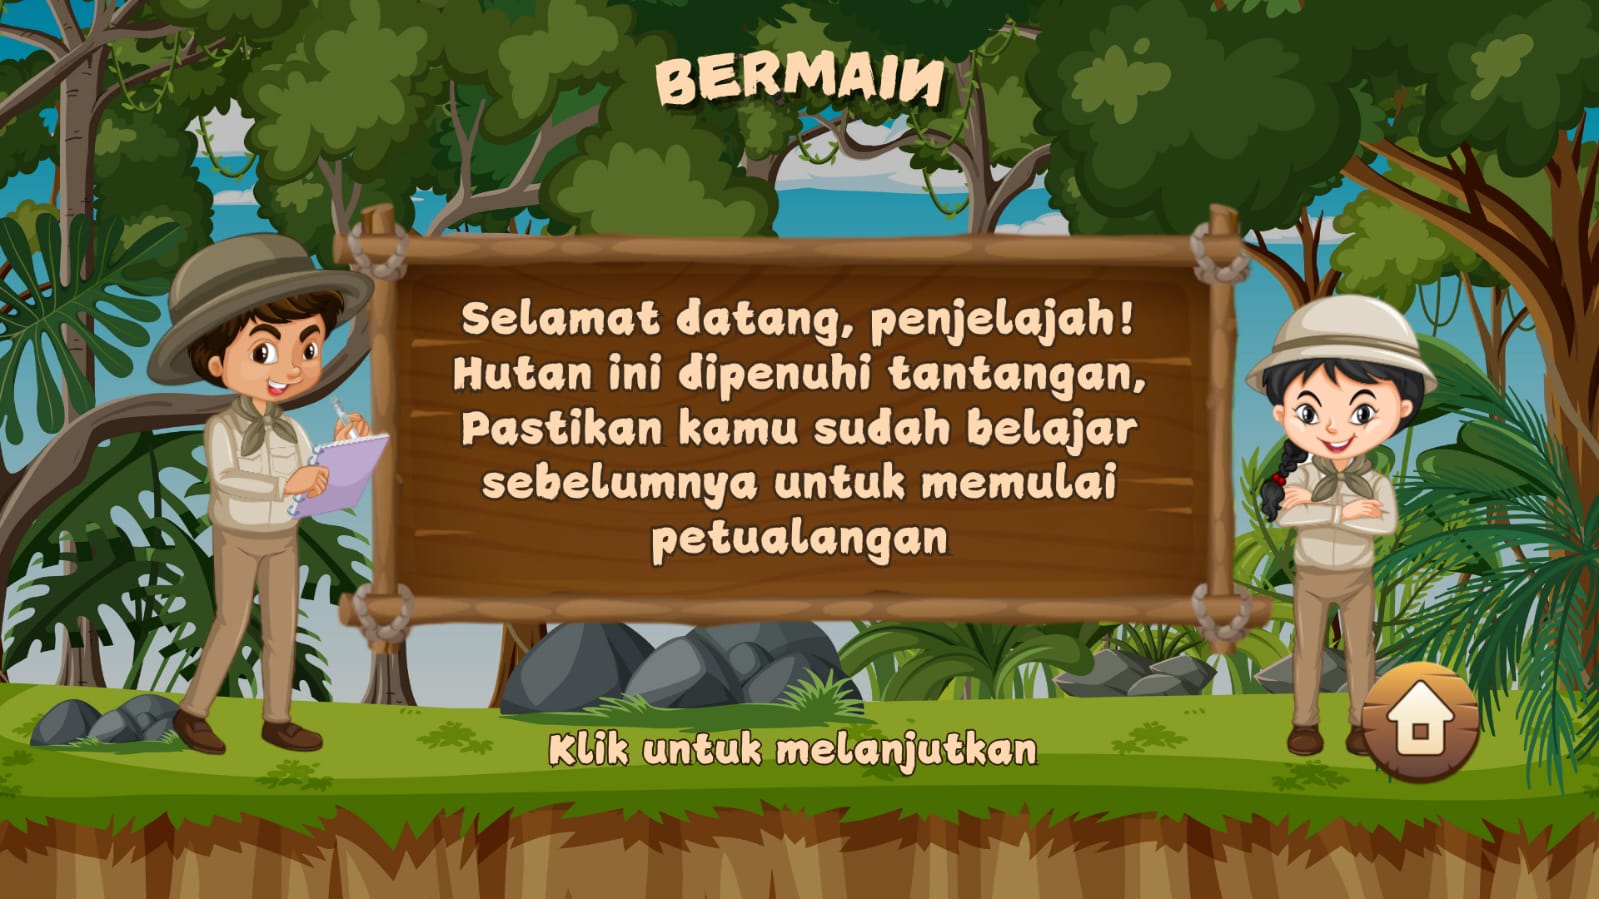 BERMAIN
Selamat datang, penjelajah!
Hutan ini dipenuhi tantangan,
Pastikan kamu sudah belajar
sebelumnya untuk memulai
petualangan
Klik untuk melanjutkan